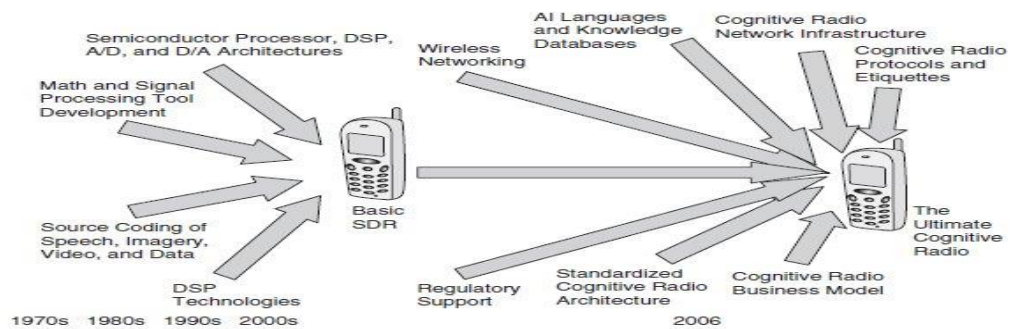 Semiconductor Processor, DSP,
A/D, and D/A Architectures
Math and Signal
Processing Tool
Development
Source Coding of
Speech, Imagery,
Video, and Data
DSP
Technologies
Basic
SDR
Wireless
Networking
AI Languages
and Knowledge
Databases
Cognitive Radio
Network Infrastructure
Cognitive Radio
Protocols and
Etiquettes
Regulatory
Support
Standardized
Cognitive Radio
Architecture
Cognitive Radio
Business Model
The
Ultimate
Cognitive
Radio
1970s 1980s 1990s 2000s 2006